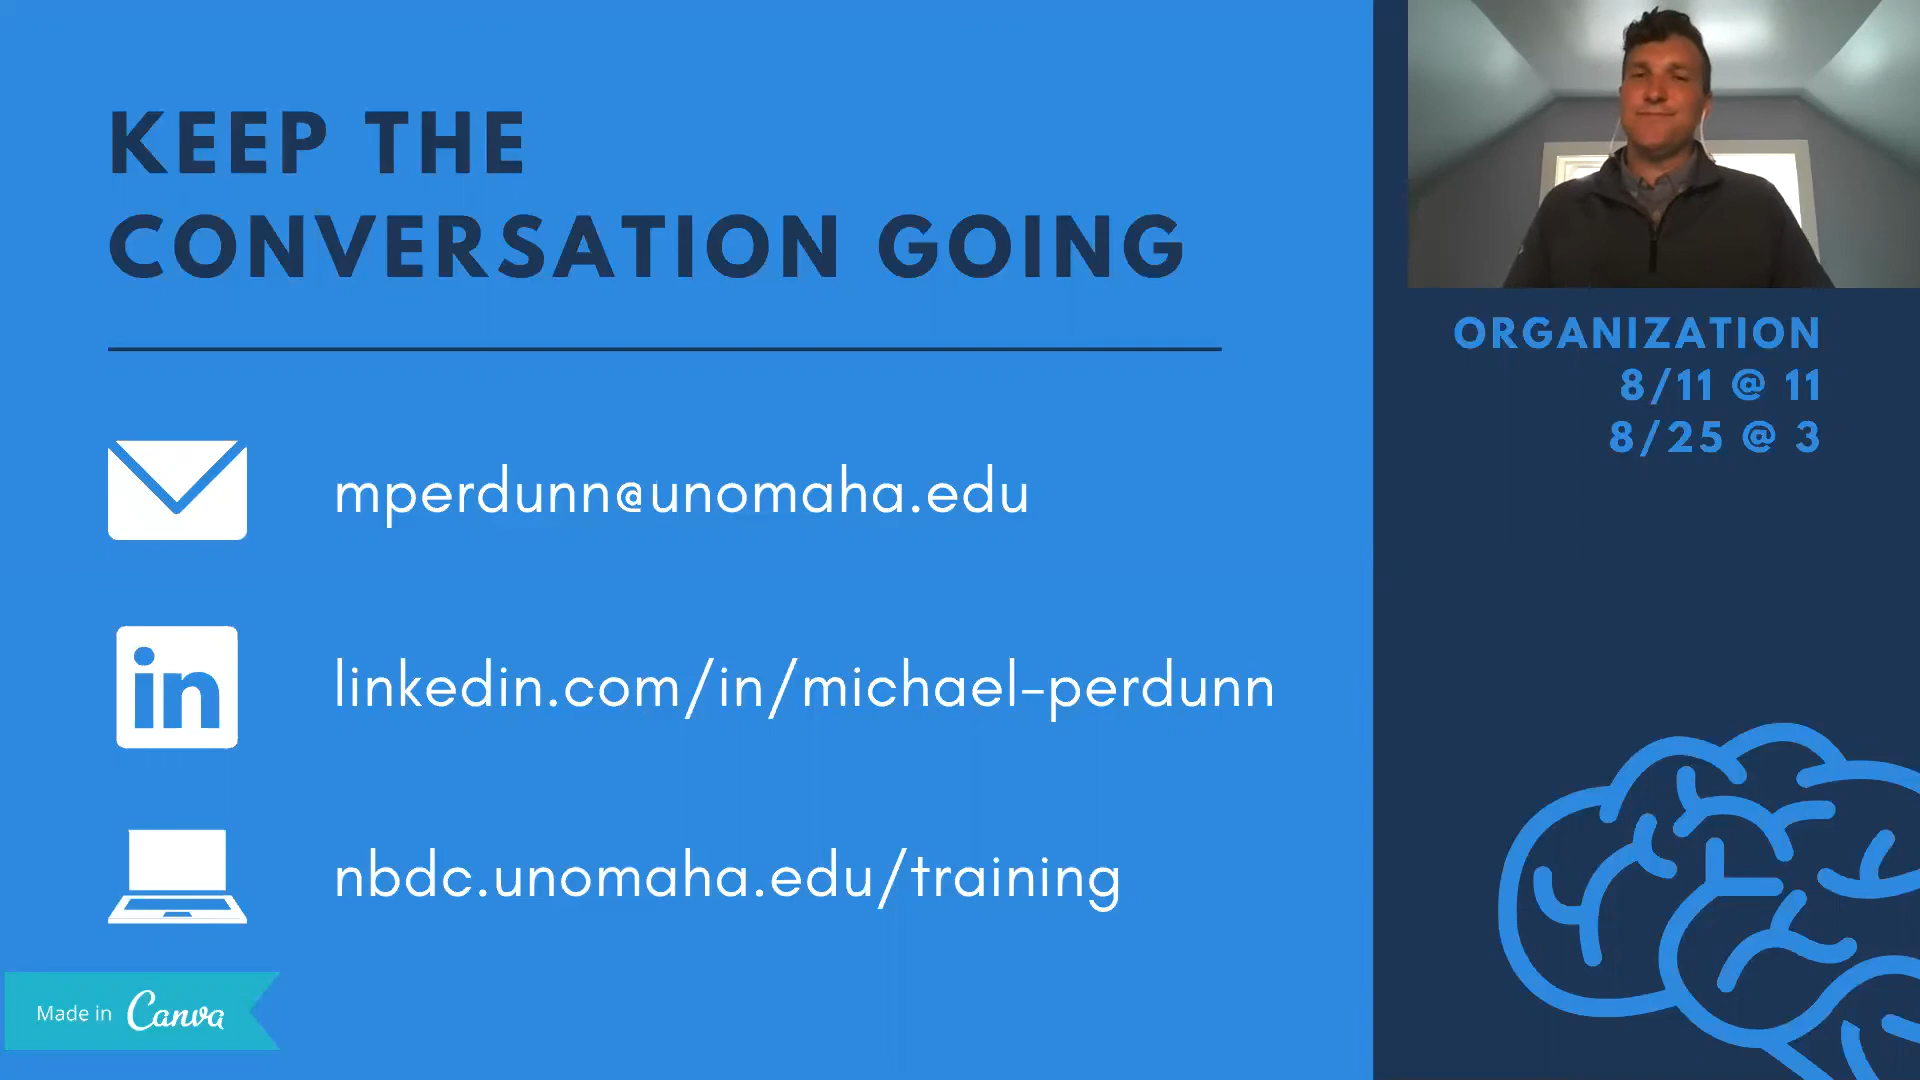 KEEP THE
CONVERSATION GOING
mperdunn@unomaha.edu
in
linkedin.com/in/michael-perdunn
nbdc.unomaha.edu/training
Made in Canva
ORGANIZATION
8/11 @ 11
8/25 @ 3